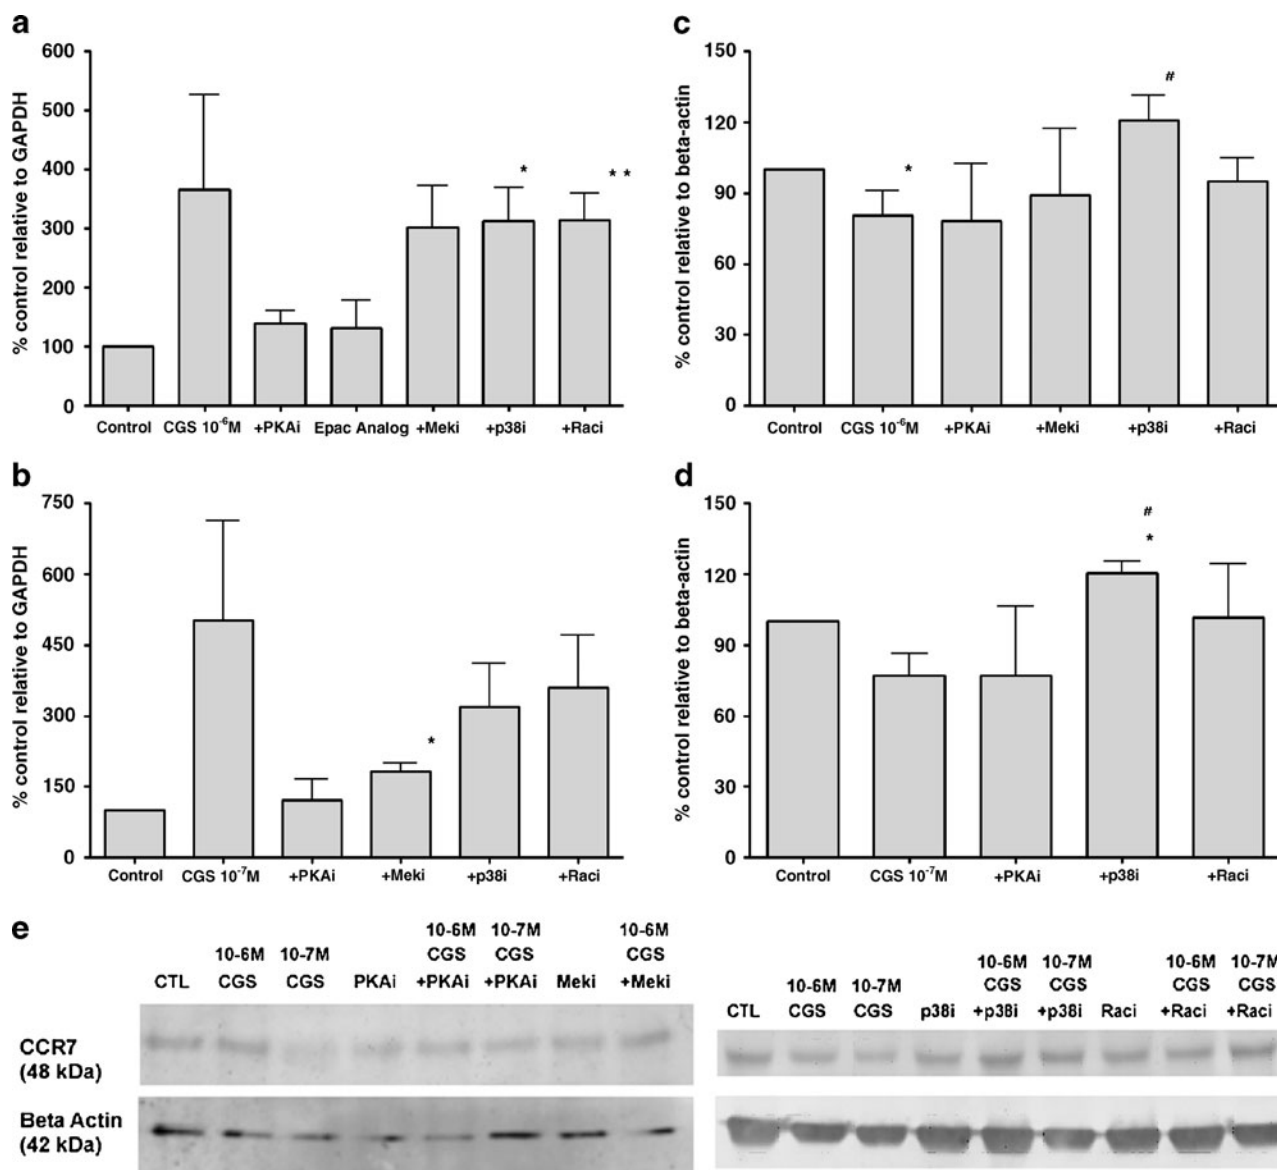 a
% control relative to GAPDH
600
500
400
300
200
100
0
*
* *
Control CGS 10⁻⁶M +PKAi Epac Analog +Meki +p38i +Raci
c
% control relative to beta-actin
150
120
90
60
30
0
*
#
Control CGS 10⁻⁶M +PKAi +Meki +p38i +Raci
b
% control relative to GAPDH
750
600
450
300
150
0
*
Control CGS 10⁻⁷M +PKAi +Meki +p38i +Raci
d
% control relative to beta-actin
150
120
90
60
30
0
#
*
Control CGS 10⁻⁷M +PKAi +p38i +Raci
e
10-6M 10-7M 10-6M
10-6M 10-7M CGS CGS CGS
CTL CGS CGS PKAi +PKAi +PKAi Meki +Meki
10-6M 10-7M 10-6M 10-7M
10-6M 10-7M CGS CGS CGS CGS
CTL CGS CGS p38i +p38i +p38i Raci +Raci +Raci
CCR7
(48 kDa)
Beta Actin
(42 kDa)